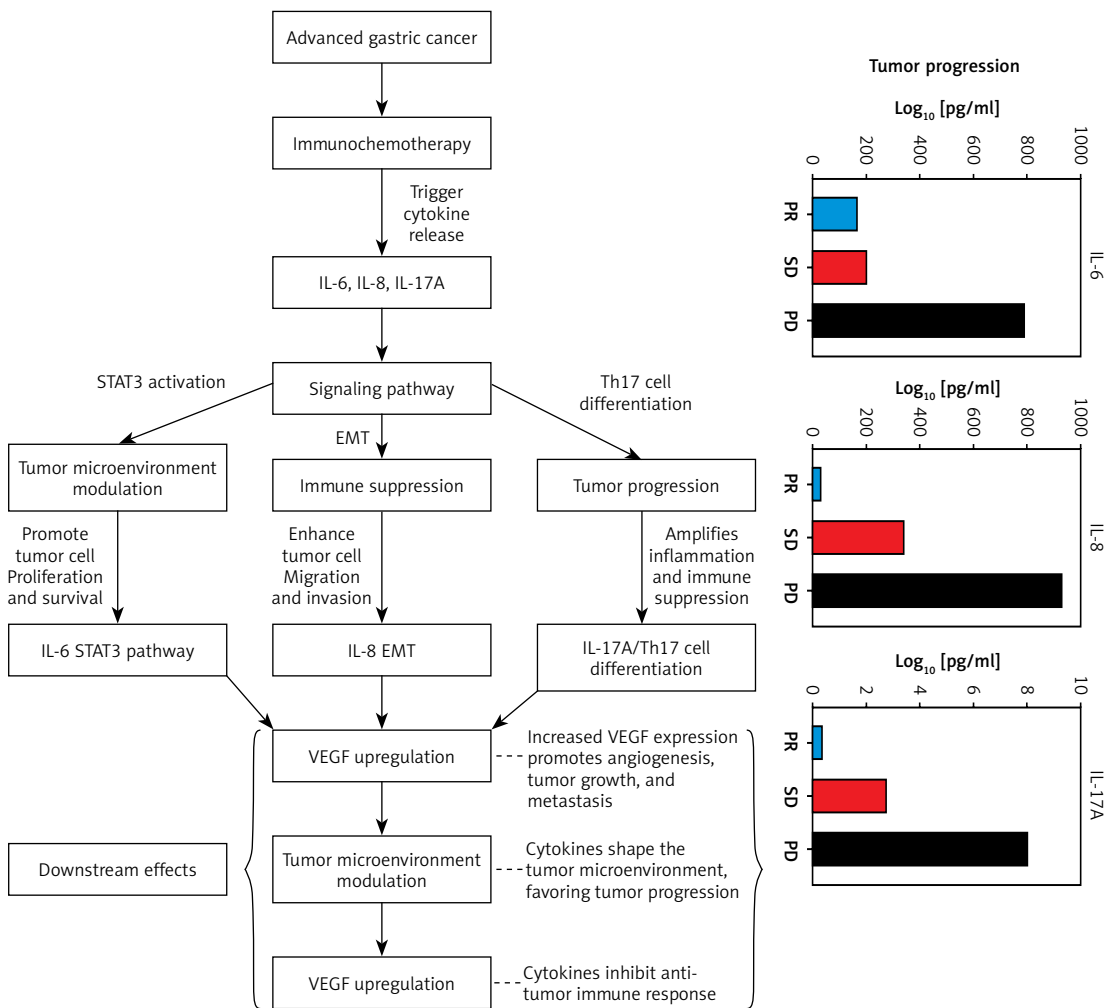 Advanced gastric cancer
Immunochemotherapy
Trigger
cytokine
release
IL-6, IL-8, IL-17A
STAT3 activation
Signaling pathway
Th17 cell
differentiation
EMT
Tumor microenvironment
modulation
Immune suppression
Tumor progression
Promote
tumor cell
Proliferation
and survival
Enhance
tumor cell
Migration
and invasion
Amplifies
inflammation
and immune
suppression
IL-6 STAT3 pathway
IL-8 EMT
IL-17A/Th17 cell
differentiation
VEGF upregulation
Increased VEGF expression
promotes angiogenesis,
tumor growth, and
metastasis
Downstream effects
Tumor microenvironment
modulation
Cytokines shape the
tumor microenvironment,
favoring tumor progression
VEGF upregulation
Cytokines inhibit anti-
tumor immune response
Tumor progression
Log10 [pg/ml]
0 200 400 600 800 1000
PR
SD
PD
IL-6
Log10 [pg/ml]
0 200 400 600 800 1000
PR
SD
PD
IL-8
Log10 [pg/ml]
0 2 4 6 8 10
PR
SD
PD
IL-17A